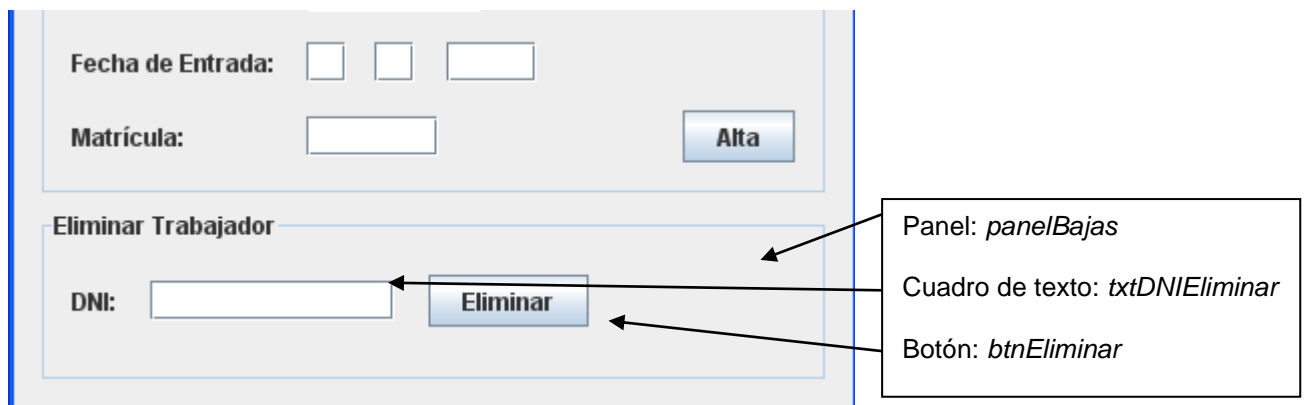 Fecha de Entrada:
Matrícula:
Alta
Eliminar Trabajador
DNI:
Eliminar
Panel: panelBajas
Cuadro de texto: txtDNIEliminar
Botón: btnEliminar